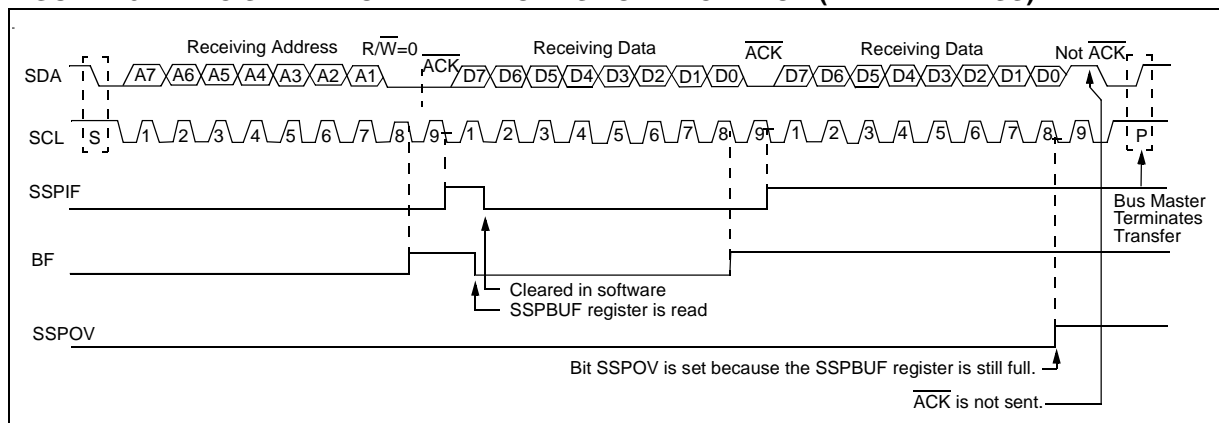 Receiving Address R/W=0 ACK Receiving Data ACK Receiving Data Not ACK
SDA A7 A6 A5 A4 A3 A2 A1 D7 D6 D5 D4 D3 D2 D1 D0 D7 D6 D5 D4 D3 D2 D1 D0
SCL S 1 2 3 4 5 6 7 8 9 1 2 3 4 5 6 7 8 9 1 2 3 4 5 6 7 8 9 P
SSPIF
Bus Master
Terminates
Transfer
BF
Cleared in software
SSPBUF register is read
SSPOV
Bit SSPOV is set because the SSPBUF register is still full.
ACK is not sent.